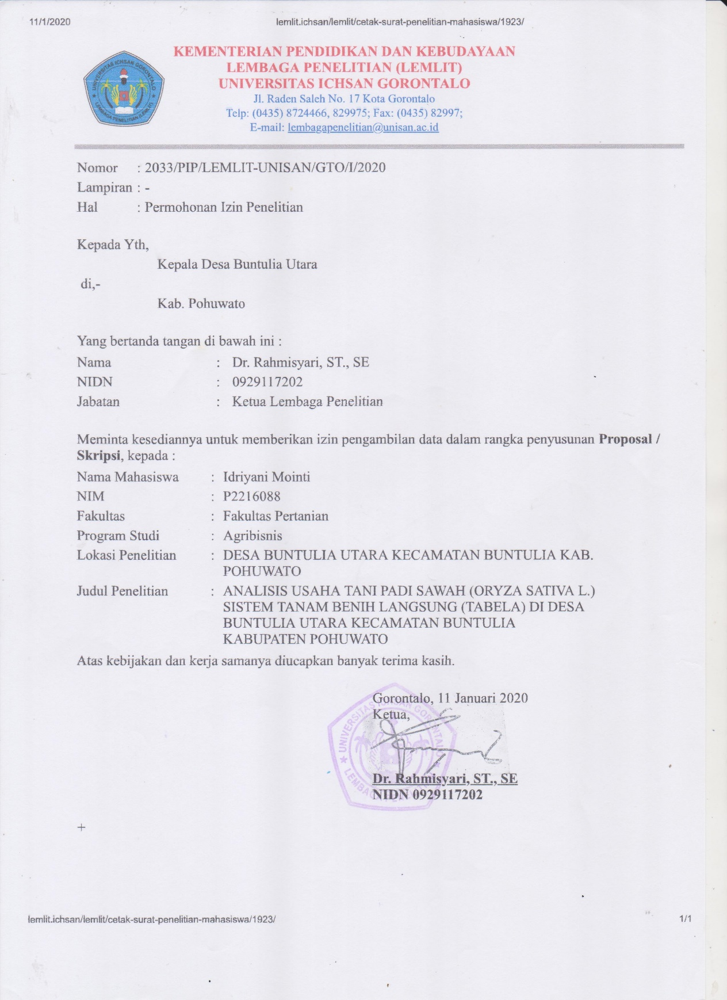 11/1/2020 lemlit.ichsan/lemlit/cetak-surat-penelitian-mahasiswa/1923/
KEMENTERIAN PENDIDIKAN DAN KEBUDAYAAN
LEMBAGA PENELITIAN (LEMLIT)
UNIVERSITAS ICHSAN GORONTALO
Jl. Raden Saleh No. 17 Kota Gorontalo
Telp: (0435) 8724466, 829975; Fax: (0435) 82997;
E-mail: lembagapenelitian@unisan.ac.id
UNIVERSITAS ICHSAN GORONTALO
LEMBAGA PENELITIAN (LEMLIT)
Nomor : 2033/PIP/LEMLIT-UNISAN/GTO/I/2020
Lampiran : -
Hal : Permohonan Izin Penelitian
Kepada Yth,
Kepala Desa Buntulia Utara
di,-
Kab. Pohuwato
Yang bertanda tangan di bawah ini :
Nama : Dr. Rahmisyari, ST., SE
NIDN : 0929117202
Jabatan : Ketua Lembaga Penelitian
Meminta kesediannya untuk memberikan izin pengambilan data dalam rangka penyusunan Proposal /
Skripsi, kepada :
Nama Mahasiswa : Idriyani Mointi
NIM : P2216088
Fakultas : Fakultas Pertanian
Program Studi : Agribisnis
Lokasi Penelitian : DESA BUNTULIA UTARA KECAMATAN BUNTULIA KAB.
POHUWATO
Judul Penelitian : ANALISIS USAHA TANI PADI SAWAH (ORYZA SATIVA L.)
SISTEM TANAM BENIH LANGSUNG (TABELA) DI DESA
BUNTULIA UTARA KECAMATAN BUNTULIA
KABUPATEN POHUWATO
Atas kebijakan dan kerja samanya diucapkan banyak terima kasih.
Gorontalo, 11 Januari 2020
Ketua,
UNIVERSITAS ICHSAN GORONTALO
Dr. Rahmisyari, ST., SE
NIDN 0929117202
+
lemlit.ichsan/lemlit/cetak-surat-penelitian-mahasiswa/1923/ 1/1